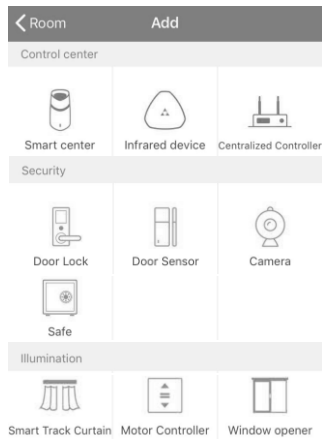 Room Add
Control center
Smart center Infrared device Centralized Controller
Security
Door Lock Door Sensor Camera
Safe
Illumination
Smart Track Curtain Motor Controller Window opener